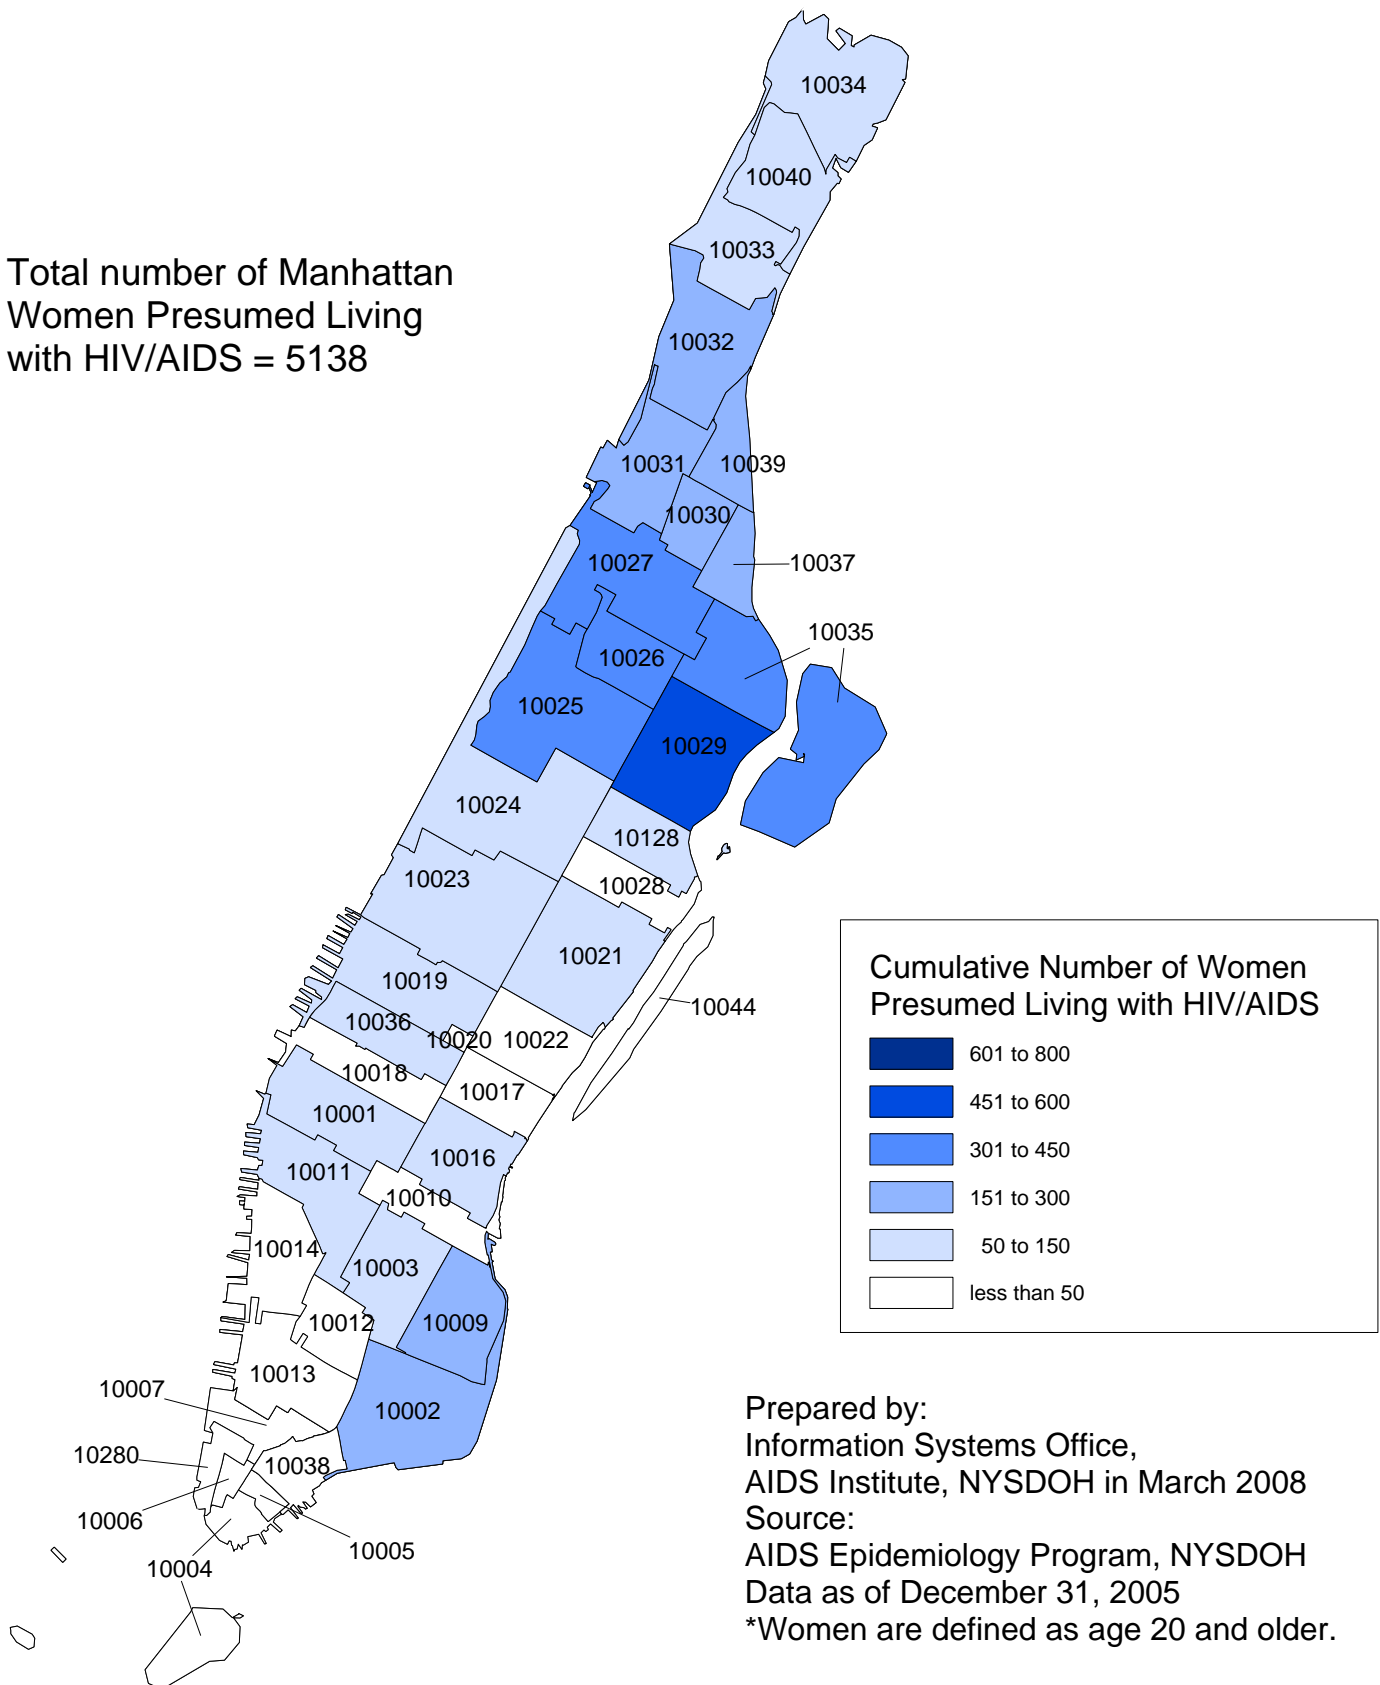 10034
10040
10033
Total number of Manhattan
Women Presumed Living
with HIV/AIDS = 5138
10032
10031
10039
10030
10027
10037
10035
10026
10025
10029
10024
10128
10023
10028
10021
10019
10044
10036
10020
10022
10018
10017
10001
10016
10011
10010
10014
10003
10012
10009
10013
10007
10002
10280
10038
10006
10005
10004
Cumulative Number of Women
Presumed Living with HIV/AIDS
601 to 800
451 to 600
301 to 450
151 to 300
50 to 150
less than 50
Prepared by:
Information Systems Office,
AIDS Institute, NYSDOH in March 2008
Source:
AIDS Epidemiology Program, NYSDOH
Data as of December 31, 2005
*Women are defined as age 20 and older.